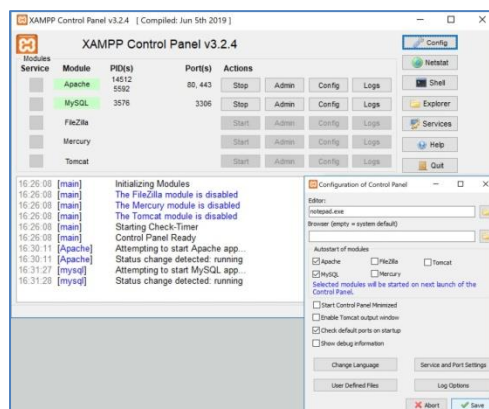 XAMPP Control Panel v3.2.4 [ Compiled: Jun 5th 2019 ]
XAMPP Control Panel v3.2.4
Config
Modules
Service Module PID(s) Port(s) Actions
Netstat
Apache 14512 5592 80, 443 Stop Admin Config Logs
Shell
MySQL 3576 3306 Stop Admin Config Logs
Explorer
FileZilla Start Admin Config Logs
Services
Mercury Start Admin Config Logs
Help
Tomcat Start Admin Config Logs
Quit
16:26:08 [main] Initializing Modules
16:26:08 [main] The FileZilla module is disabled
16:26:08 [main] The Mercury module is disabled
16:26:08 [main] The Tomcat module is disabled
16:26:08 [main] Starting Check-Timer
16:26:08 [main] Control Panel Ready
16:30:11 [Apache] Attempting to start Apache app...
16:30:11 [Apache] Status change detected: running
16:31:27 [mysql] Attempting to start MySQL app...
16:31:28 [mysql] Status change detected: running
Configuration of Control Panel
Editor:
notepad.exe
Browser (empty = system default)
Autostart of modules
Apache FileZilla Tomcat
MySQL Mercury
Selected modules will be started on next launch of the
Control Panel.
Start Control Panel Minimized
Enable Tomcat output window
Check default ports on startup
Show debug information
Change Language Service and Port Settings
User Defined Files Log Options
Abort Save